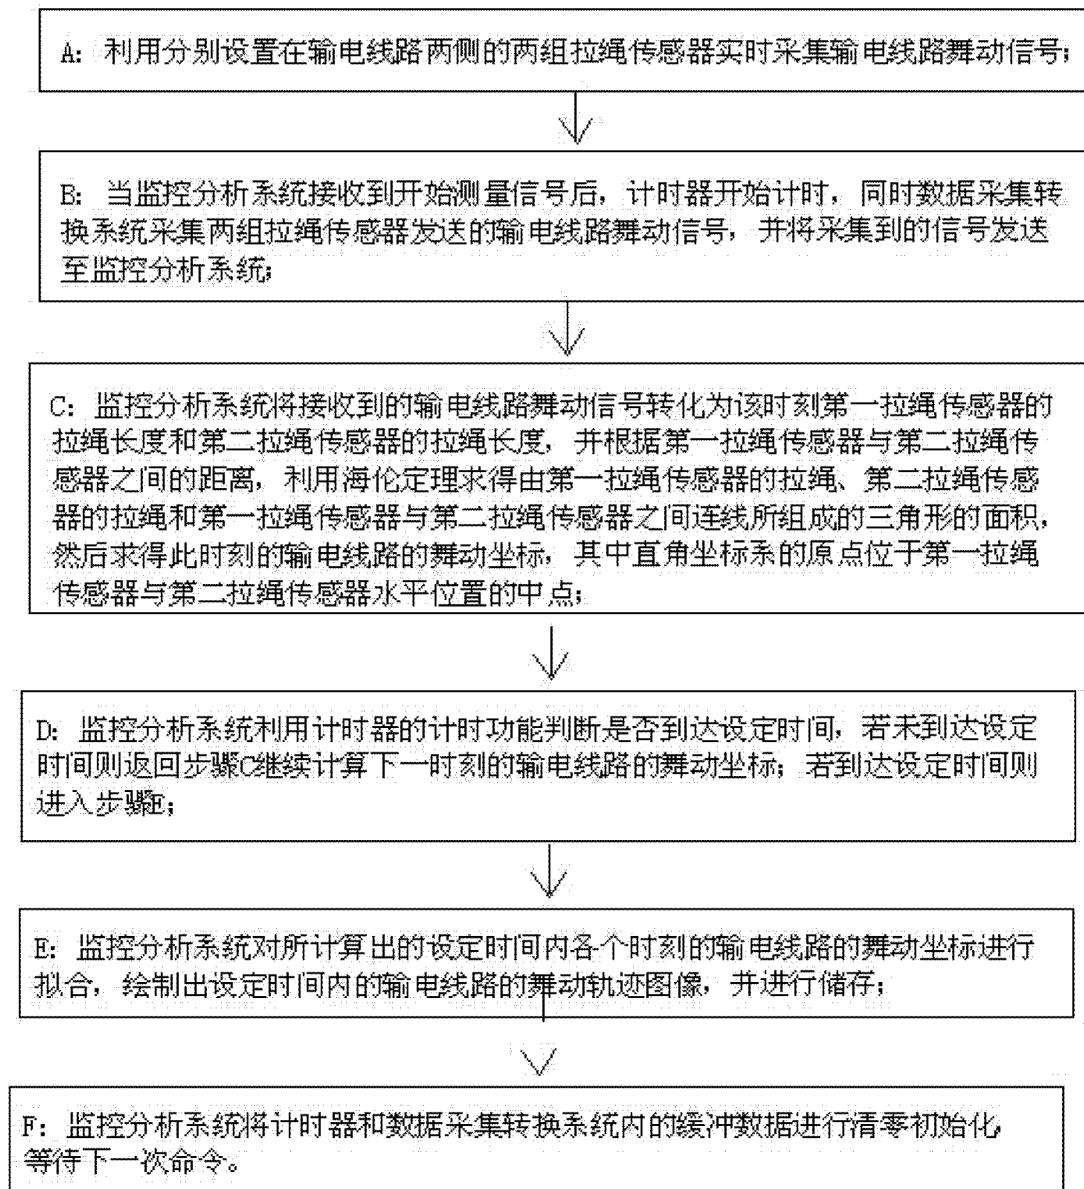 A：利用分别设置在输电线路两侧的两组拉绳传感器实时采集输电线路舞动信号；
B：当监控分析系统接收到开始测量信号后，计时器开始计时，同时数据采集转
换系统采集两组拉绳传感器发送的输电线路舞动信号，并将采集到的信号发送
至监控分析系统；
C：监控分析系统将接收到的输电线路舞动信号转化为该时刻第一拉绳传感器的
拉绳长度和第二拉绳传感器的拉绳长度，并根据第一拉绳传感器与第二拉绳传
感器之间的距离，利用海伦定理求得由第一拉绳传感器的拉绳、第二拉绳传感
器的拉绳和第一拉绳传感器与第二拉绳传感器之间连线所组成的三角形的面积，
然后求得此时刻的输电线路的舞动坐标，其中直角坐标系的原点位于第一拉绳
传感器与第二拉绳传感器水平位置的中点；
D：监控分析系统利用计时器的计时功能判断是否到达设定时间，若未到达设定
时间则返回步骤C继续计算下一时刻的输电线路的舞动坐标；若到达设定时间则
进入步骤E；
E：监控分析系统对所计算出的设定时间内各个时刻的输电线路的舞动坐标进行
拟合，绘制出设定时间内的输电线路的舞动轨迹图像，并进行储存；
F：监控分析系统将计时器和数据采集转换系统内的缓冲数据进行清零初始化，
等待下一次命令。